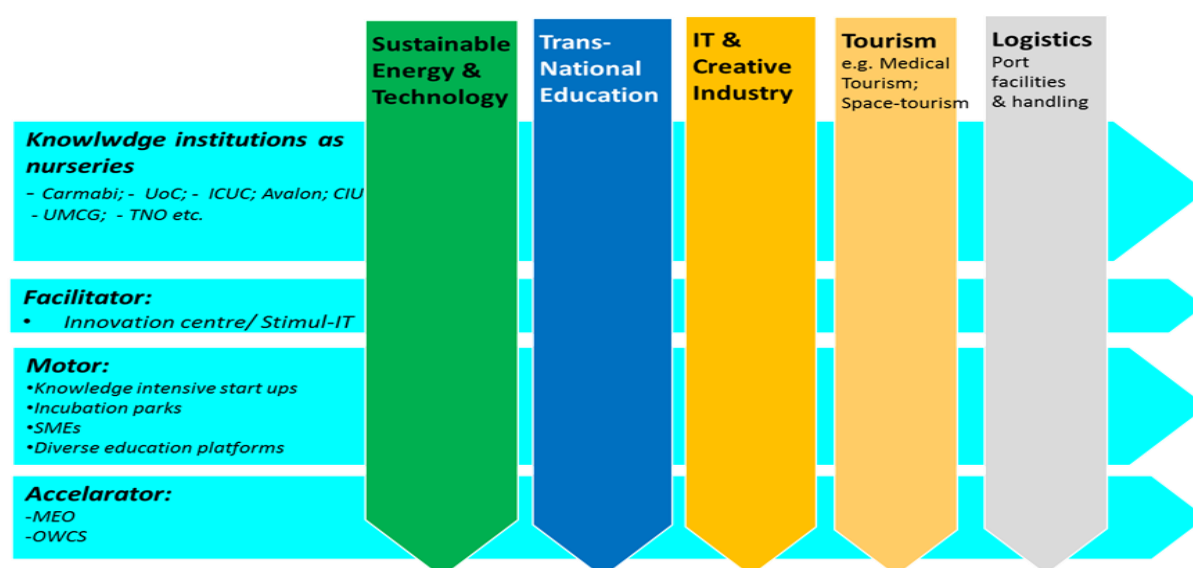 Sustainable
Energy &
Technology
Trans-
National
Education
IT &
Creative
Industry
Tourism
e.g. Medical
Tourism;
Space-tourism
Logistics
Port
facilities
& handling
Knowlwdge institutions as
nurseries
- Carmabi; - UoC; - ICUC; Avalon; CIU
- UMCG; - TNO etc.
Facilitator:
• Innovation centre/ Stimul-IT
Motor:
•Knowledge intensive start ups
•Incubation parks
•SMEs
•Diverse education platforms
Accelarator:
-MEO
-OWCS